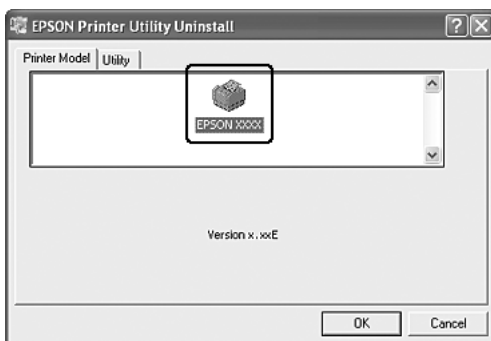 EPSON Printer Utility Uninstall
Printer Model
Utility
EPSON XXXX
Version x.xxE
OK
Cancel